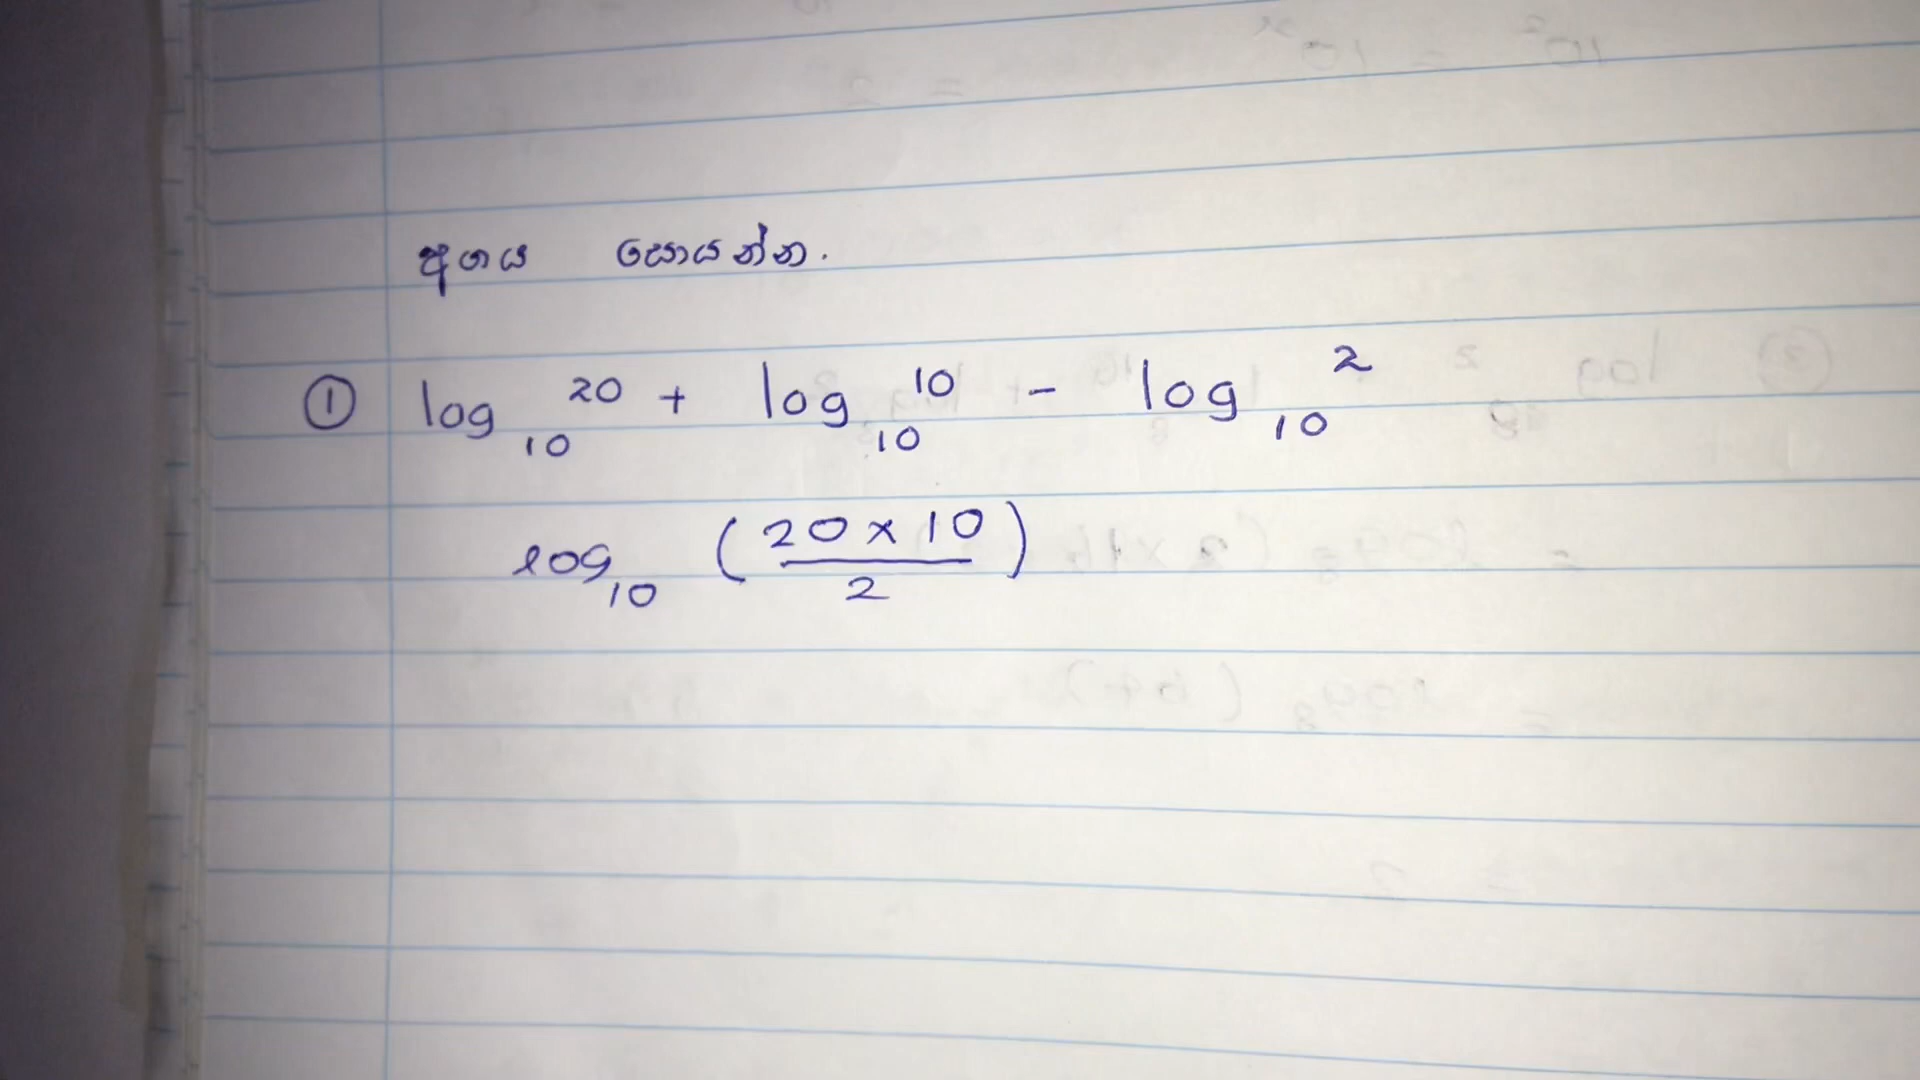 අගය සොයන්න.
① log₁₀ 20 + log₁₀ 10 - log₁₀ 2
log₁₀ (20 × 10 / 2)